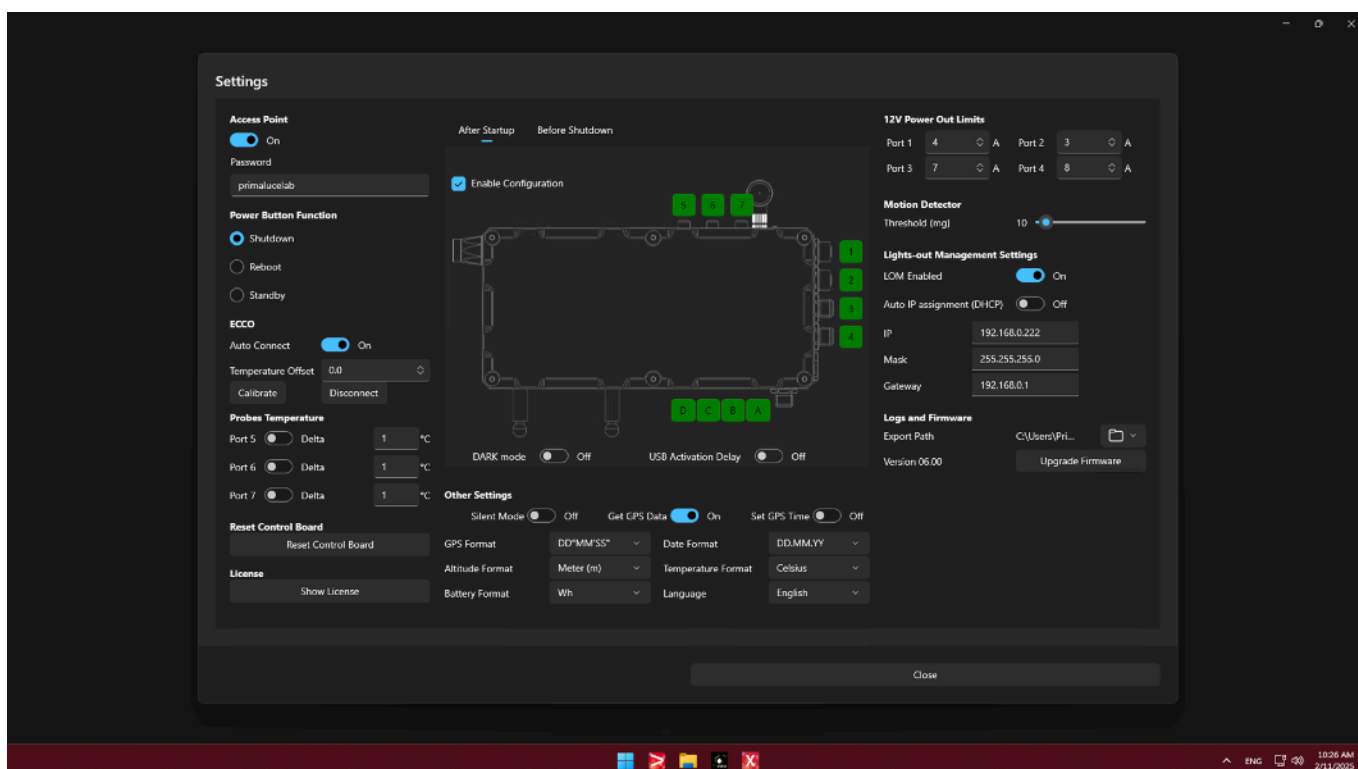 Settings
Access Point
On
Password
primalucelab
Power Button Function
Shutdown
Reboot
Standby
ECCO
Auto Connect On
Temperature Offset 0.0
Calibrate Disconnect
Probes Temperature
Port 5 Delta 1 °C
Port 6 Delta 1 °C
Port 7 Delta 1 °C
Reset Control Board
Reset Control Board
License
Show License
After Startup Before Shutdown
Enable Configuration
5 6 7
1
2
3
4
D C B A
DARK mode Off USB Activation Delay Off
Other Settings
Silent Mode Off Get GPS Data On Set GPS Time Off
GPS Format DD°MM'SS" Date Format DD.MM.YY
Altitude Format Meter (m) Temperature Format Celsius
Battery Format Wh Language English
12V Power Out Limits
Port 1 4 A Port 2 3 A
Port 3 7 A Port 4 8 A
Motion Detector
Threshold (mg) 10
Lights-out Management Settings
LOM Enabled On
Auto IP assignment (DHCP) Off
IP 192.168.0.222
Mask 255.255.255.0
Gateway 192.168.0.1
Logs and Firmware
Export Path C:\Users\Pri...
Version 06.00 Upgrade Firmware
Close
ENG
10:26 AM
2/11/2025